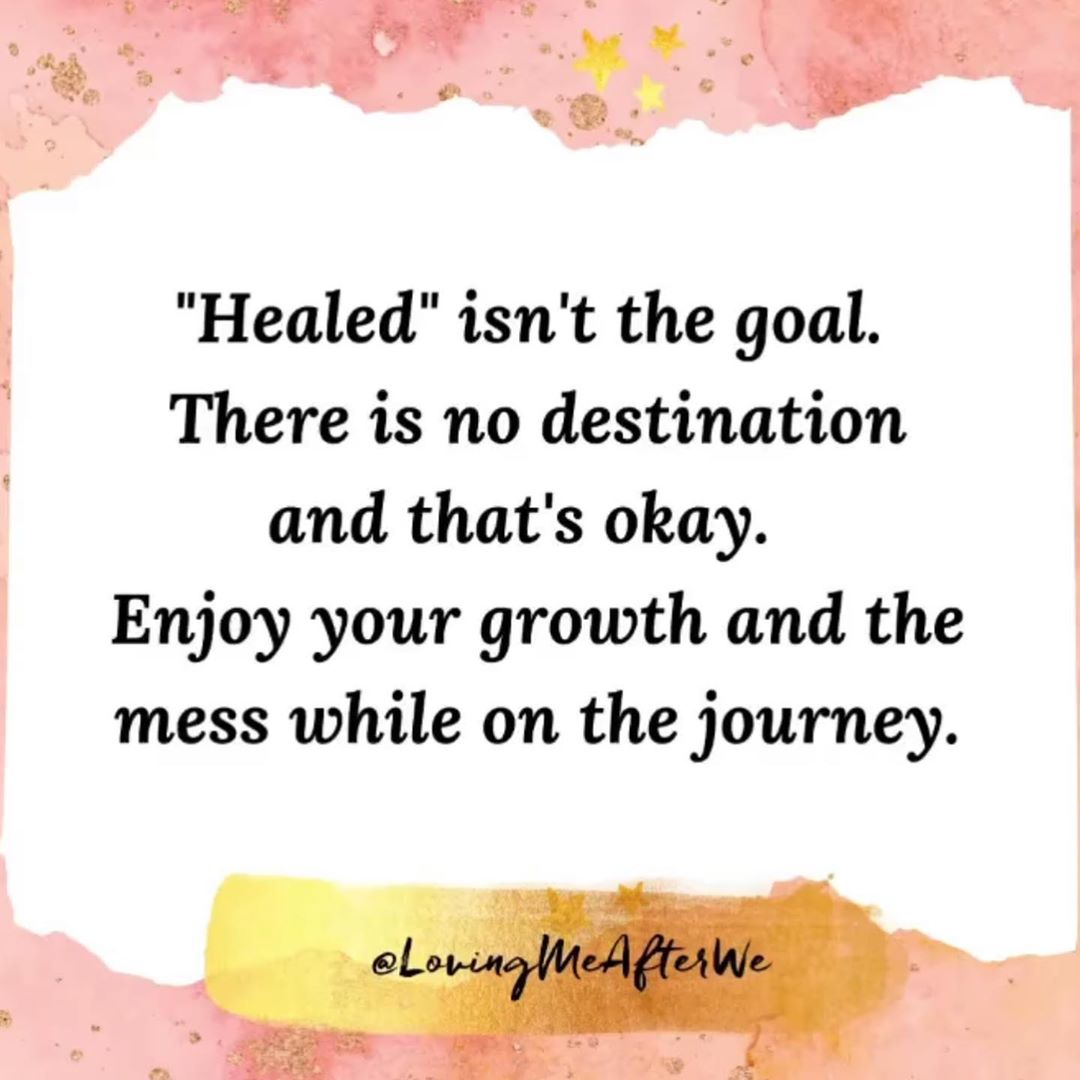 "Healed" isn't the goal.
There is no destination
and that's okay.
Enjoy your growth and the
mess while on the journey.
@LovingMeAfterWe